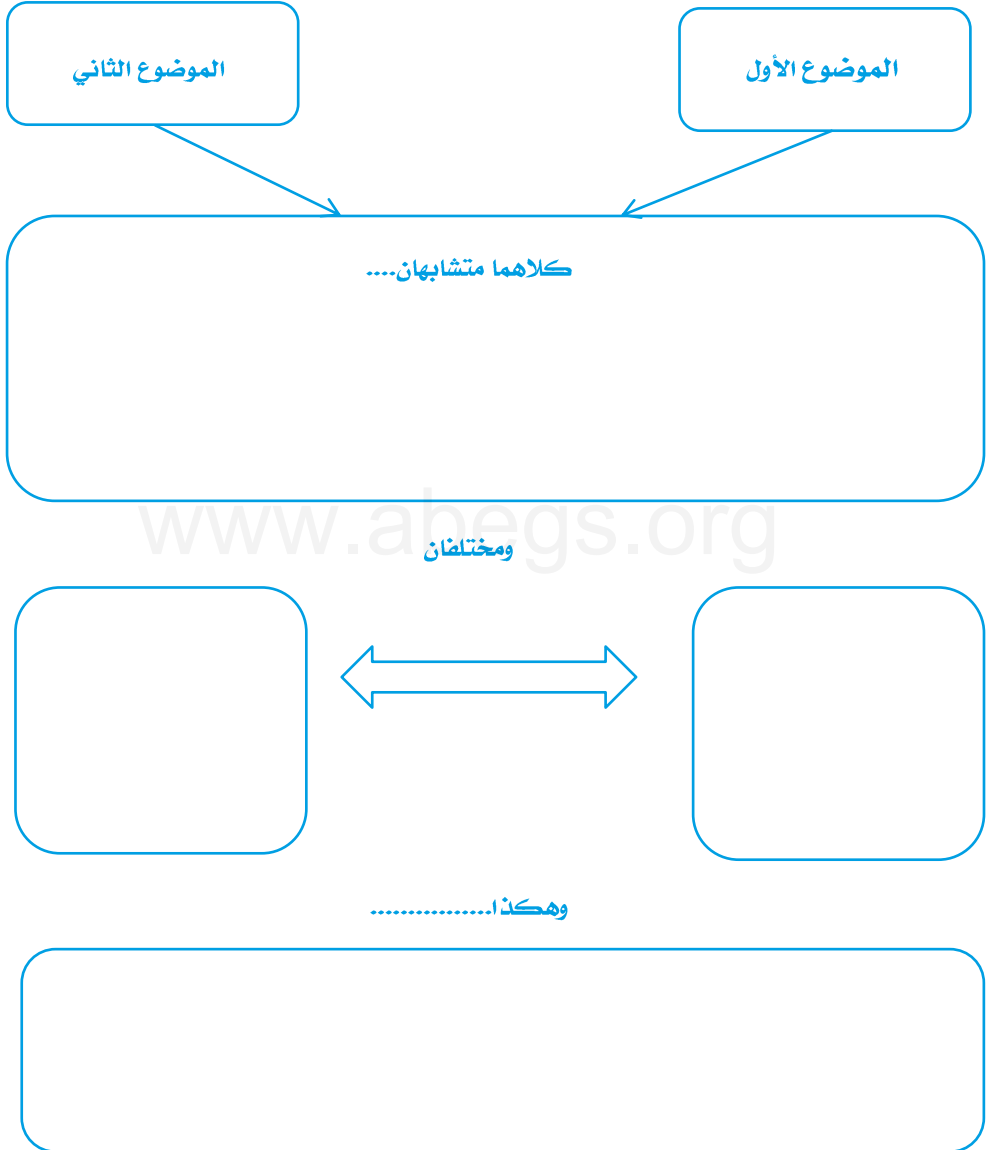 الموضوع الأول
الموضوع الثاني
كلاهما متشابهان....
www.abegs.org
ومختلفان
وهكذا................